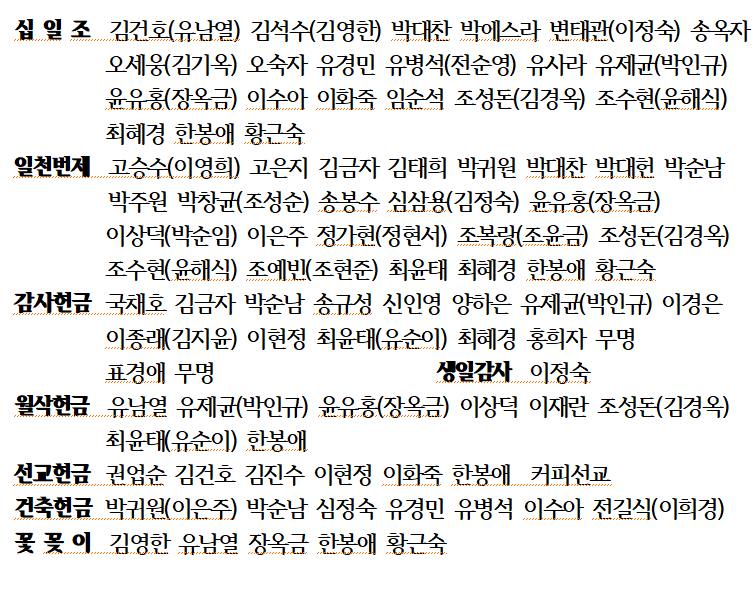 십 일 조 김건호(유남열) 김석수(김영한) 박대찬 박에스라 변태관(이정숙) 송옥자
오세웅(김기옥) 오숙자 유경민 유병석(전순영) 유사라 유제균(박인규)
윤유홍(장옥금) 이수아 이화죽 임순석 조성돈(김경옥) 조수현(윤해식)
최혜경 한봉애 황근숙
일천번제 고승수(이영희) 고은지 김금자 김태희 박귀원 박대찬 박대헌 박순남
박주원 박창균(조성순) 송봉수 심삼용(김정숙) 윤유홍(장옥금)
이상덕(박순임) 이은주 정가현(정현서) 조복랑(조윤금) 조성돈(김경옥)
조수현(윤해식) 조예빈(조현준) 최윤태 최혜경 한봉애 황근숙
감사헌금 국채호 김금자 박순남 송규성 신인영 양하은 유제균(박인규) 이경은
이종래(김지윤) 이현정 최윤태(유순이) 최혜경 홍희자 무명
표경애 무명 생일감사 이정숙
월삭헌금 유남열 유제균(박인규) 윤유홍(장옥금) 이상덕 이재란 조성돈(김경옥)
최윤태(유순이) 한봉애
선교헌금 권업순 김건호 김진수 이현정 이화죽 한봉애 커피선교
건축헌금 박귀원(이은주) 박순남 심정숙 유경민 유병석 이수아 전길식(이희경)
꽃 꽂 이 김영한 유남열 장옥금 한봉애 황근숙